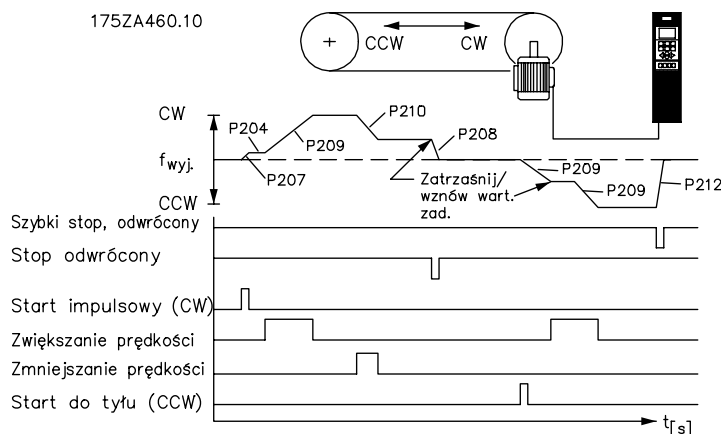 175ZA460.10
CCW CW
CW
P204
P209
P210
P208
f wyj.
P207
P209
Zatrzaśnij/
wznów wart.
zad.
P209
P212
CCW
Szybki stop, odwrócony
Stop odwrócony
Start impulsowy (CW)
Zwiększanie prędkości
Zmniejszanie prędkości
Start do tyłu (CCW)
t[s]